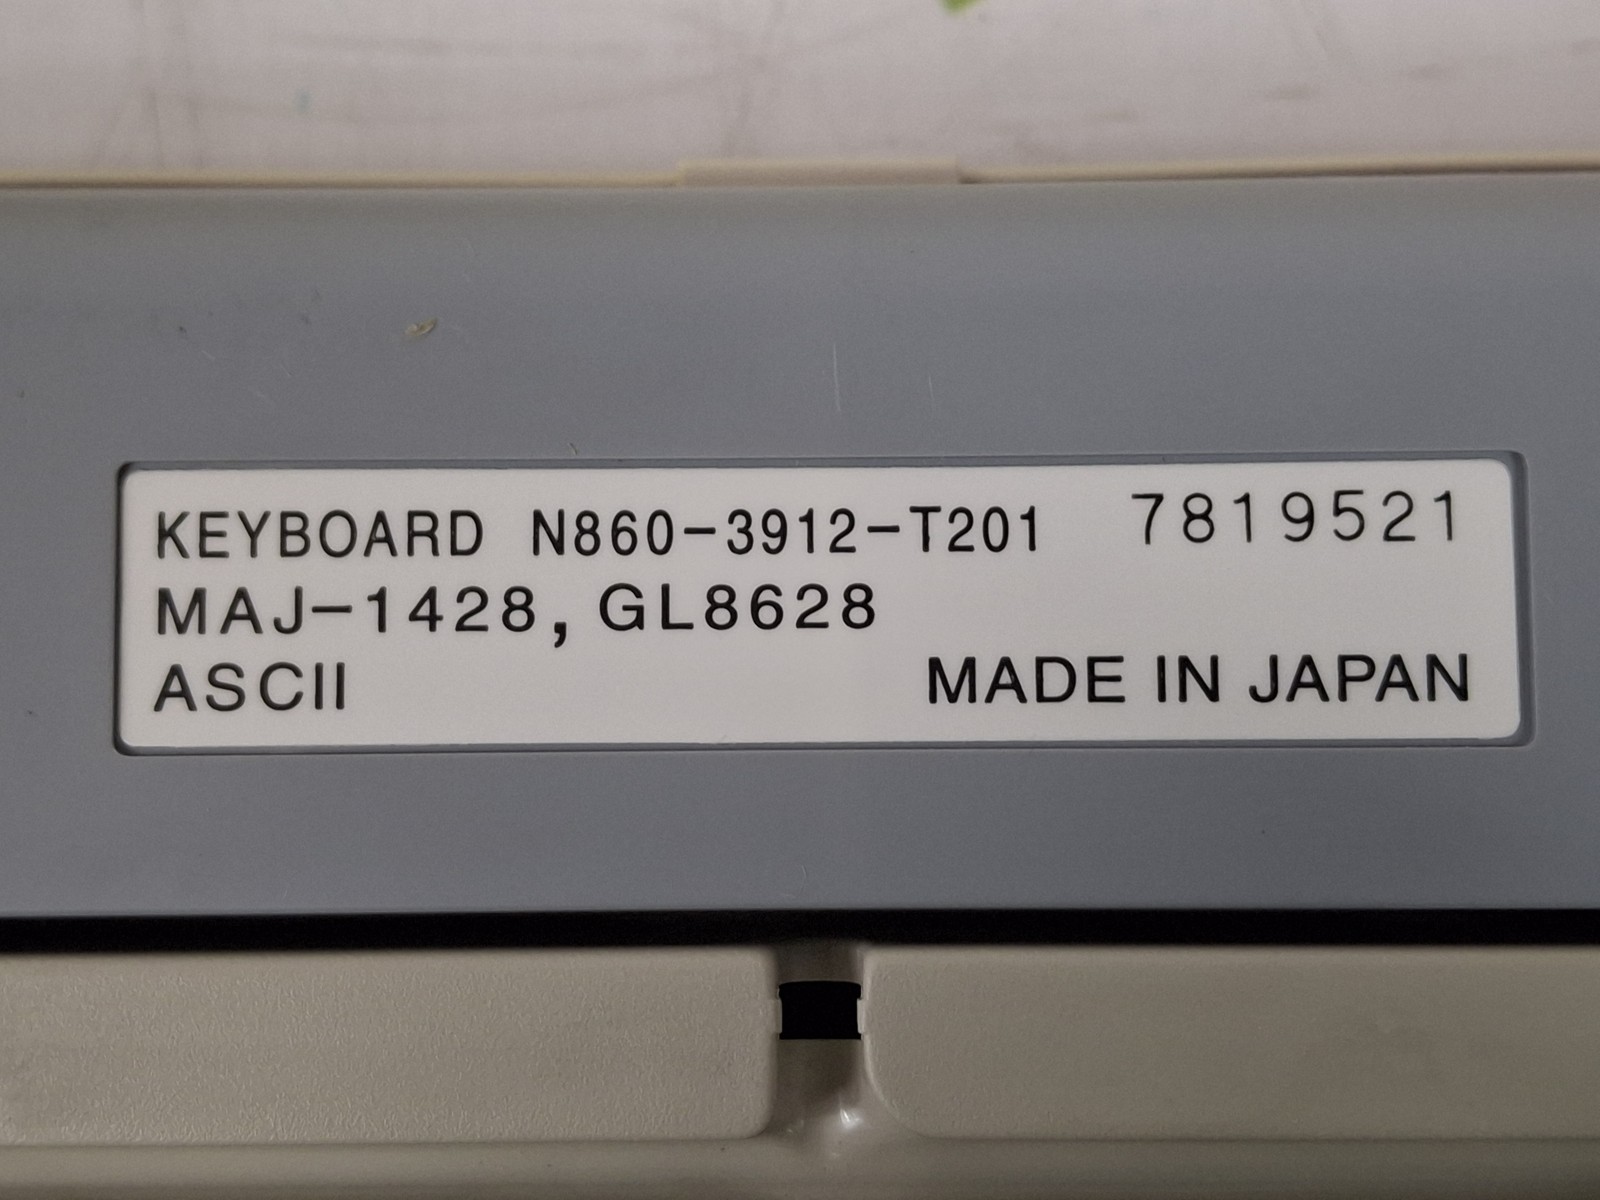 KEYBOARD N860-3912-T201 7819521
MAJ-1428, GL8628
ASCII MADE IN JAPAN